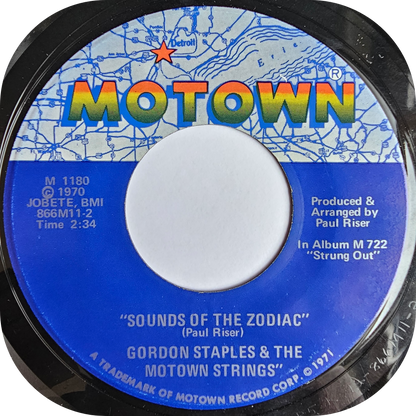 Detroit
Erie
MOTOWN®
M 1180
© 1970
JOBETE, BMI
866M11-2
Time 2:34
Produced &
Arranged by
Paul Riser
In Album M 722
"Strung Out"
"SOUNDS OF THE ZODIAC"
(Paul Riser)
GORDON STAPLES & THE
MOTOWN STRINGS"
A TRADEMARK OF MOTOWN RECORD CORP. © 1971